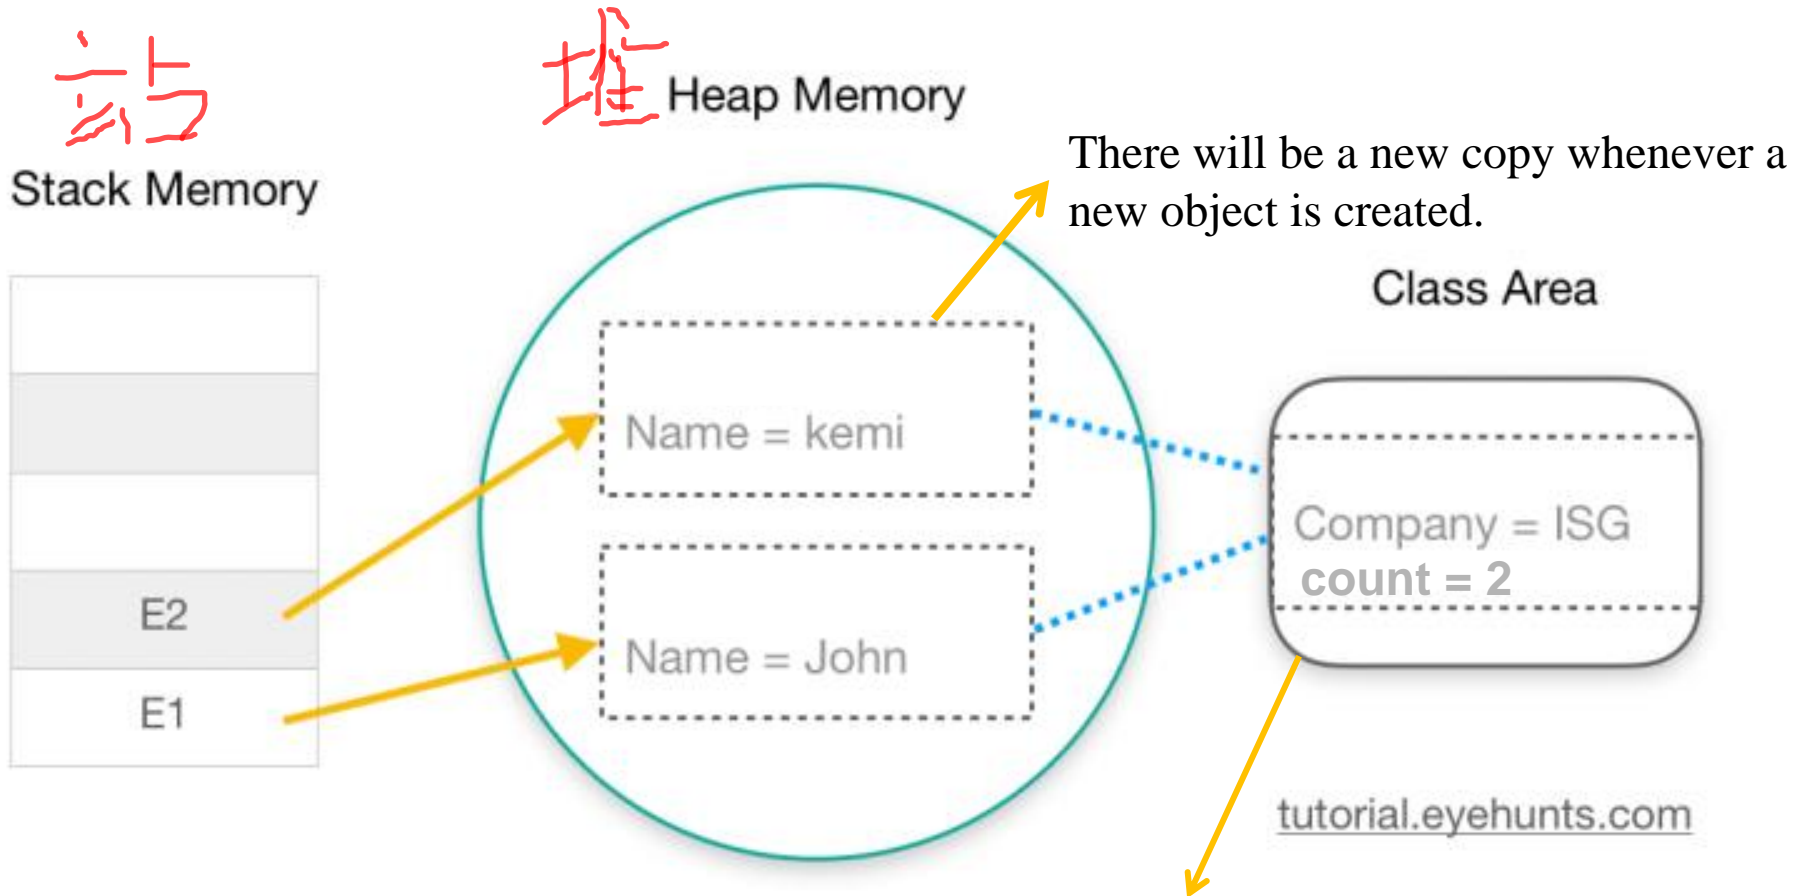 站
堆
Heap Memory
There will be a new copy whenever a
new object is created.
Stack Memory
Class Area
Name = kemi
Company = ISG
count = 2
E2
Name = John
E1
tutorial.eyehunts.com